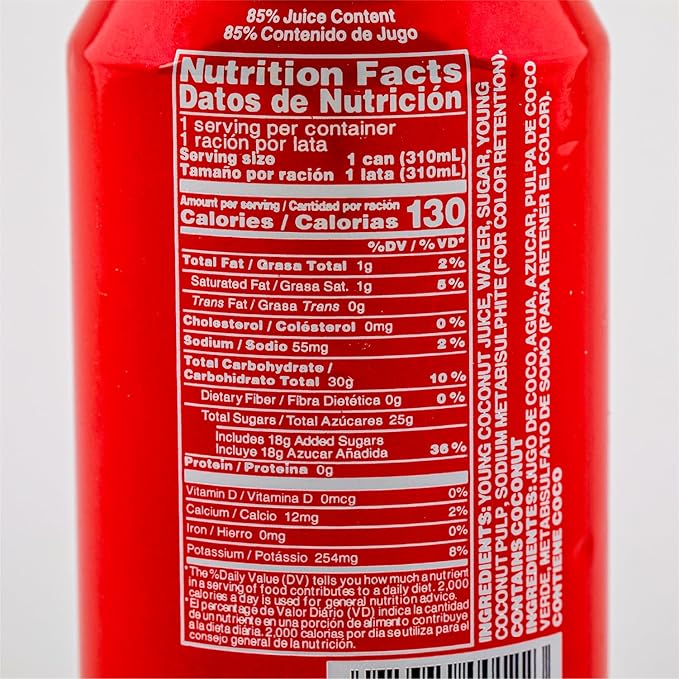 85% Juice Content
85% Contenido de Jugo
Nutrition Facts
Datos de Nutrición
1 serving per container
1 ración por lata
Serving size 1 can (310mL)
Tamaño por ración 1 lata (310mL)
Amount per serving / Cantidad por ración
Calories / Calorias 130
%DV / %VD*
Total Fat / Grasa Total 1g 2%
Saturated Fat / Grasa Sat. 1g 5%
Trans Fat / Grasa Trans 0g
Cholesterol / Colésterol 0mg 0%
Sodium / Sodio 55mg 2%
Total Carbohydrate /
Carbohidrato Total 30g 10%
Dietary Fiber / Fibra Dietética 0g 0%
Total Sugars / Total Azúcares 25g
Includes 18g Added Sugars
Incluye 18g Azucar Añadida 36%
Protein / Proteina 0g
Vitamin D / Vitamina D 0mcg 0%
Calcium / Calcio 12mg 2%
Iron / Hierro 0mg 0%
Potassium / Potássio 254mg 8%
*The %Daily Value (DV) tells you how much a nutrient
in a serving of food contributes to a daily diet. 2,000
calories a day is used for general nutrition advice.
*El percentage de Valor Diário (VD) indica la cantidad
de un nutriente en una porción de alimento contribuye
a la dieta diária. 2,000 calorias por dia se utiliza para el
consejo general de la nutrición.
INGREDIENTS: YOUNG COCONUT JUICE, WATER, SUGAR, YOUNG
COCONUT PULP, SODIUM METABISULPHITE (FOR COLOR RETENTION).
CONTAINS COCONUT
INGREDIENTES: JUGO DE COCO, AGUA, AZUCAR, PULPA DE COCO
VERDE, METABISULFATO DE SODIO (PARA RETENER EL COLOR).
CONTIENE COCO